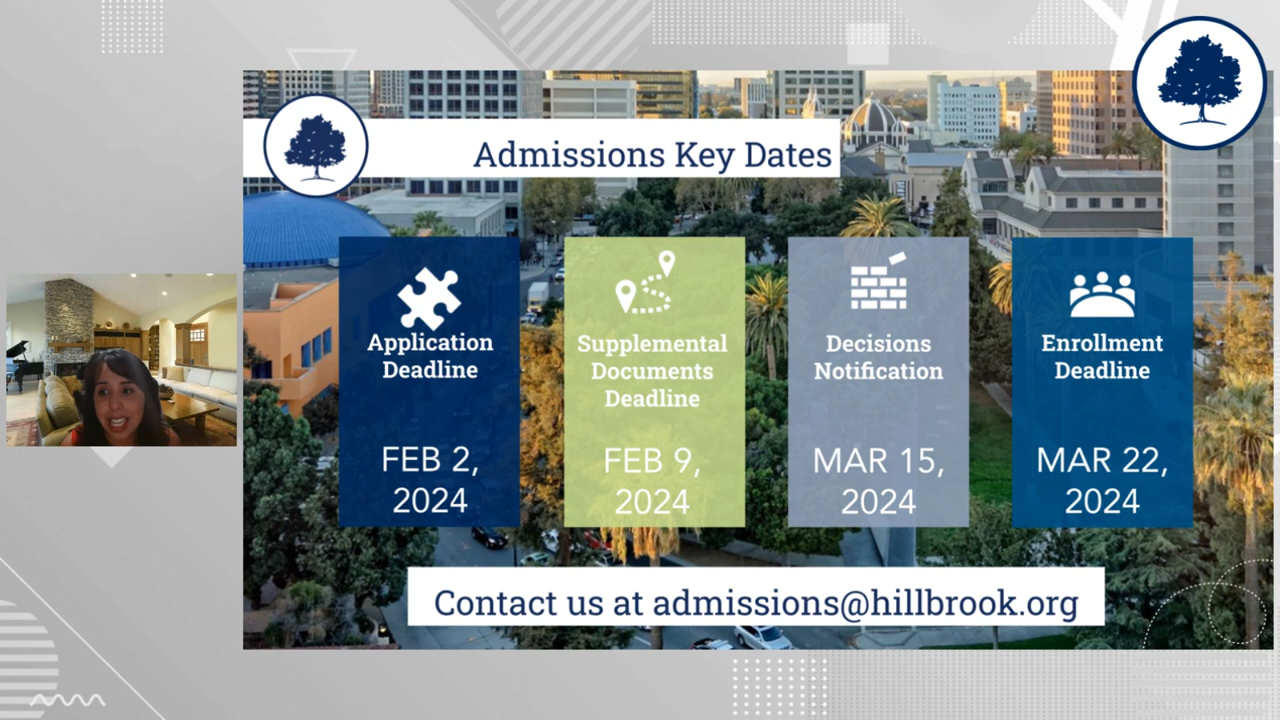 Admissions Key Dates
Application
Deadline
FEB 2,
2024
Supplemental
Documents
Deadline
FEB 9,
2024
Decisions
Notification
MAR 15,
2024
Enrollment
Deadline
MAR 22,
2024
Contact us at admissions@hillbrook.org